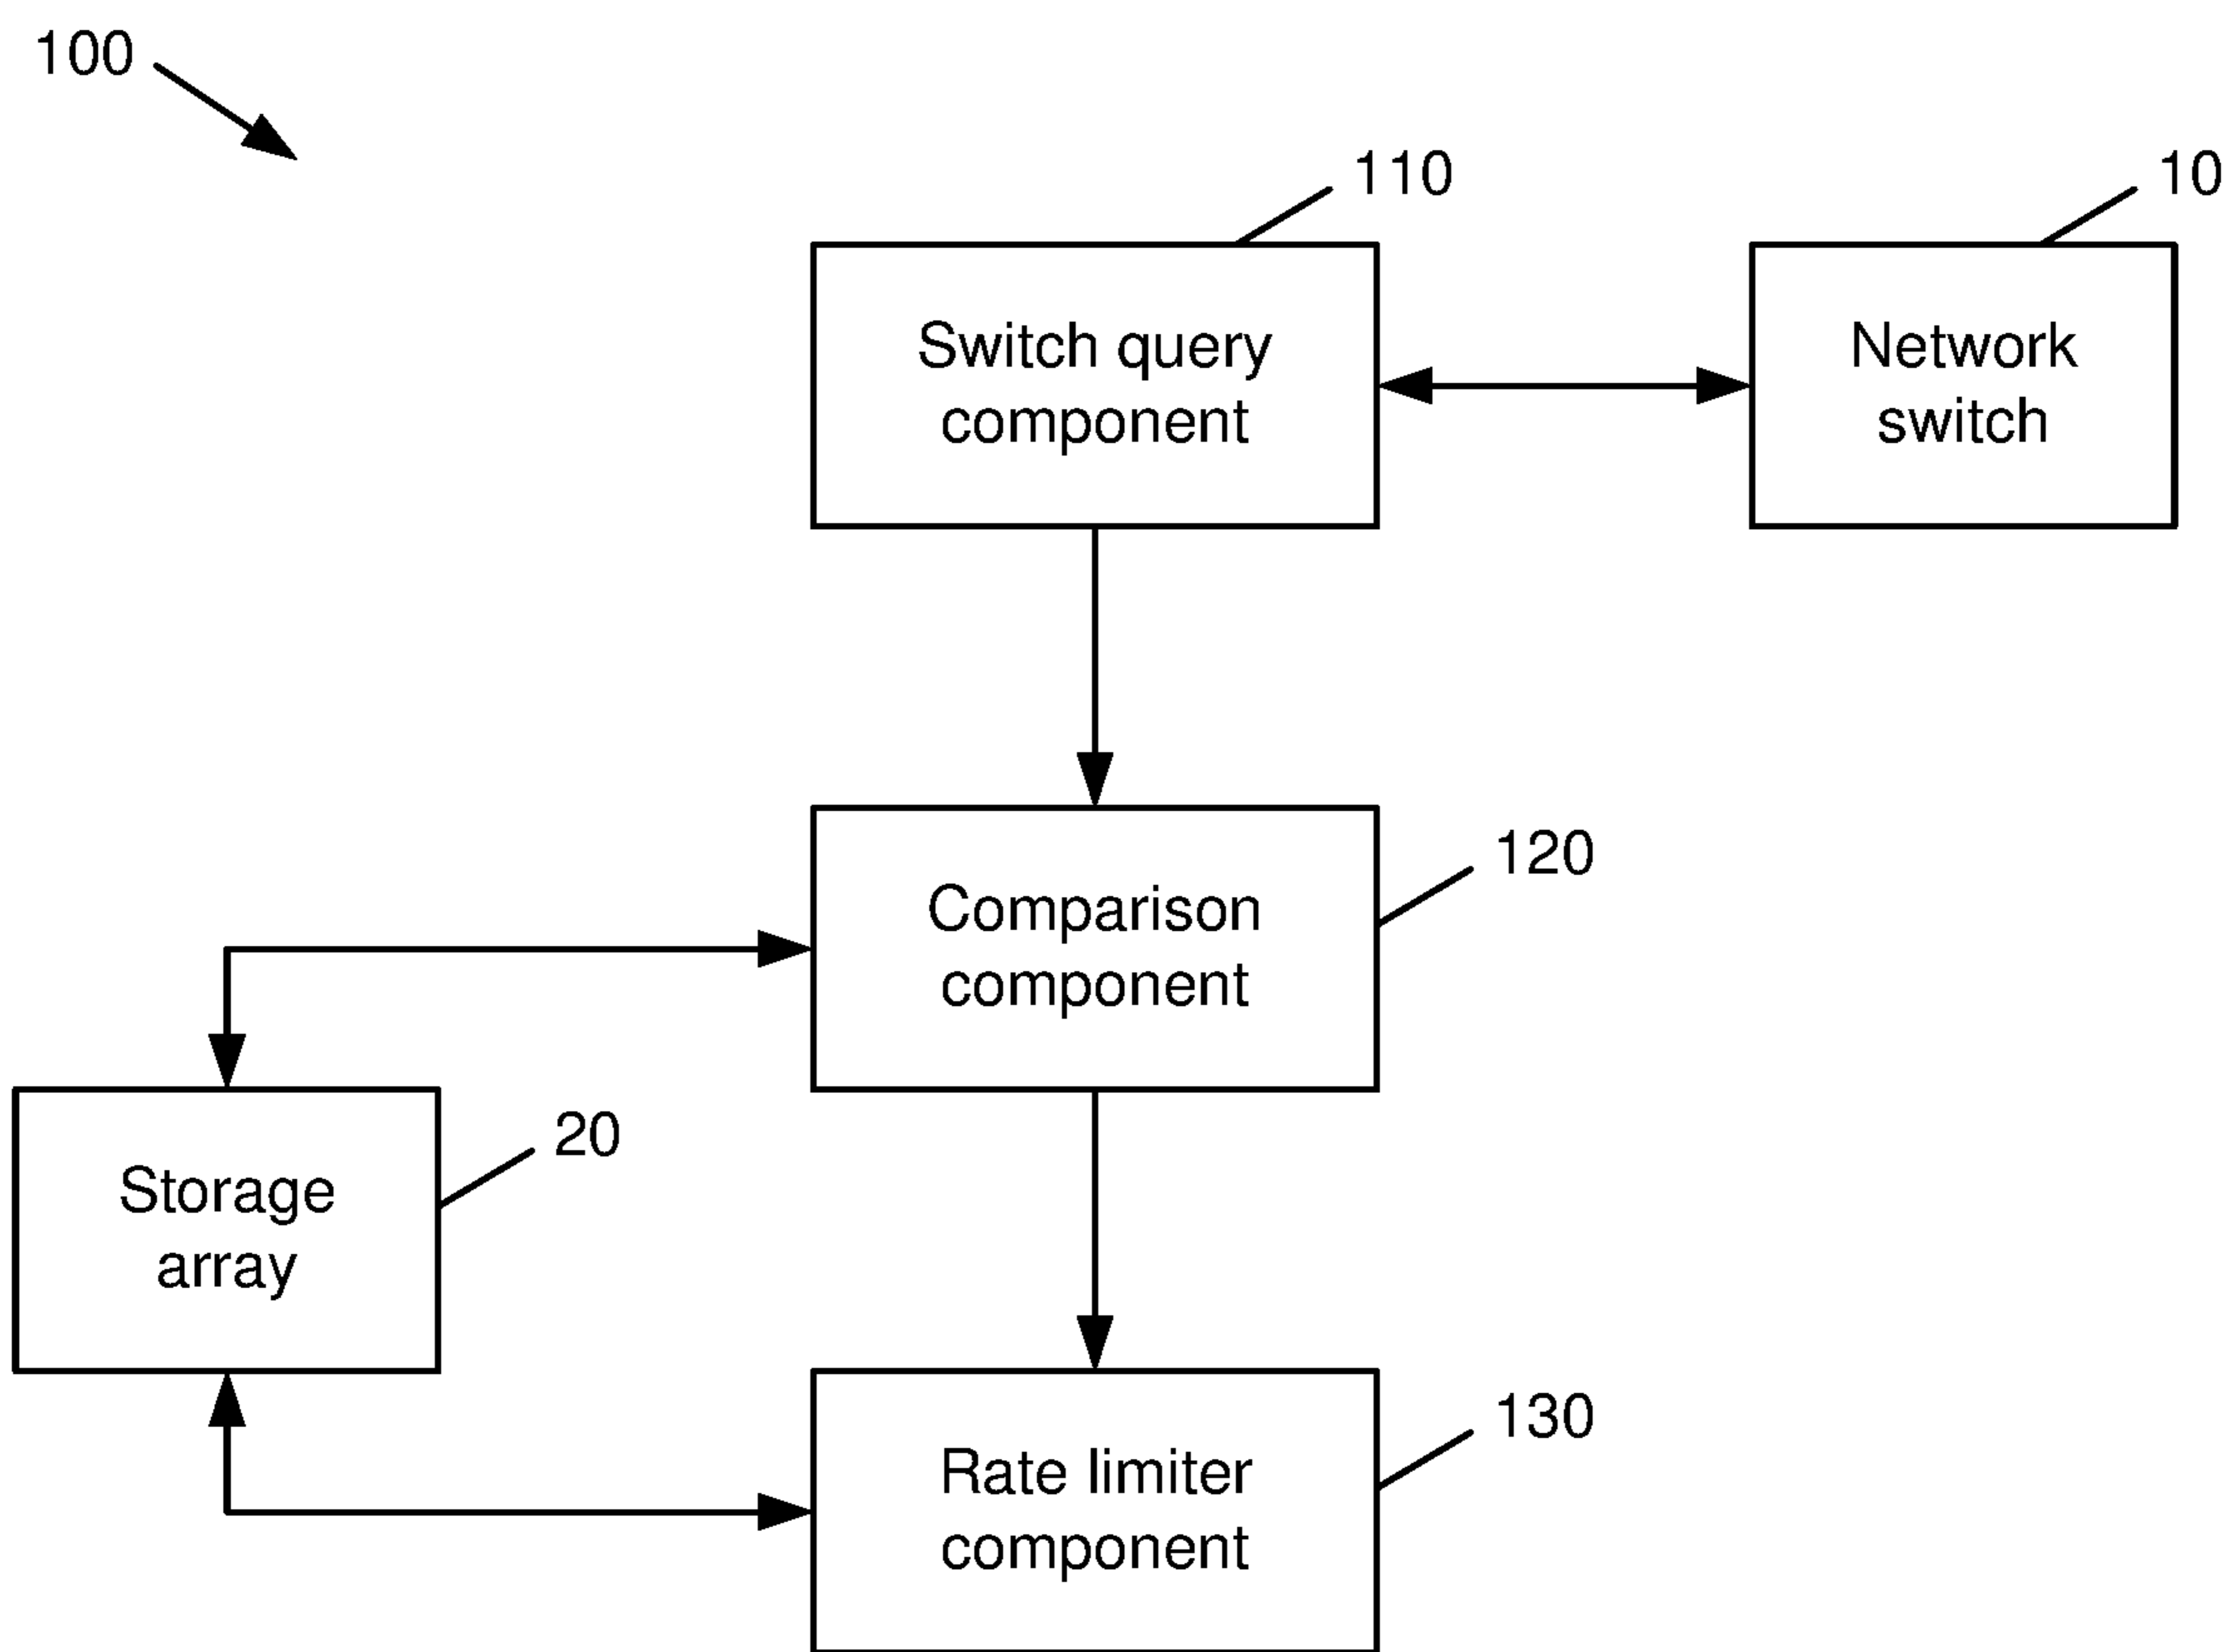 100
110
10
Switch query
component
Network
switch
120
Comparison
component
20
Storage
array
130
Rate limiter
component